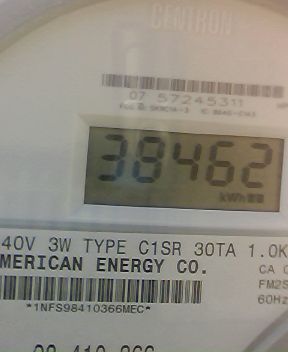 CENTRON
07 57245311
38462
kWh
40V 3W TYPE C1SR 30TA 1.0K
MERICAN ENERGY CO.
CA 0
FM2S
60Hz
*1NFS98410366MEC*